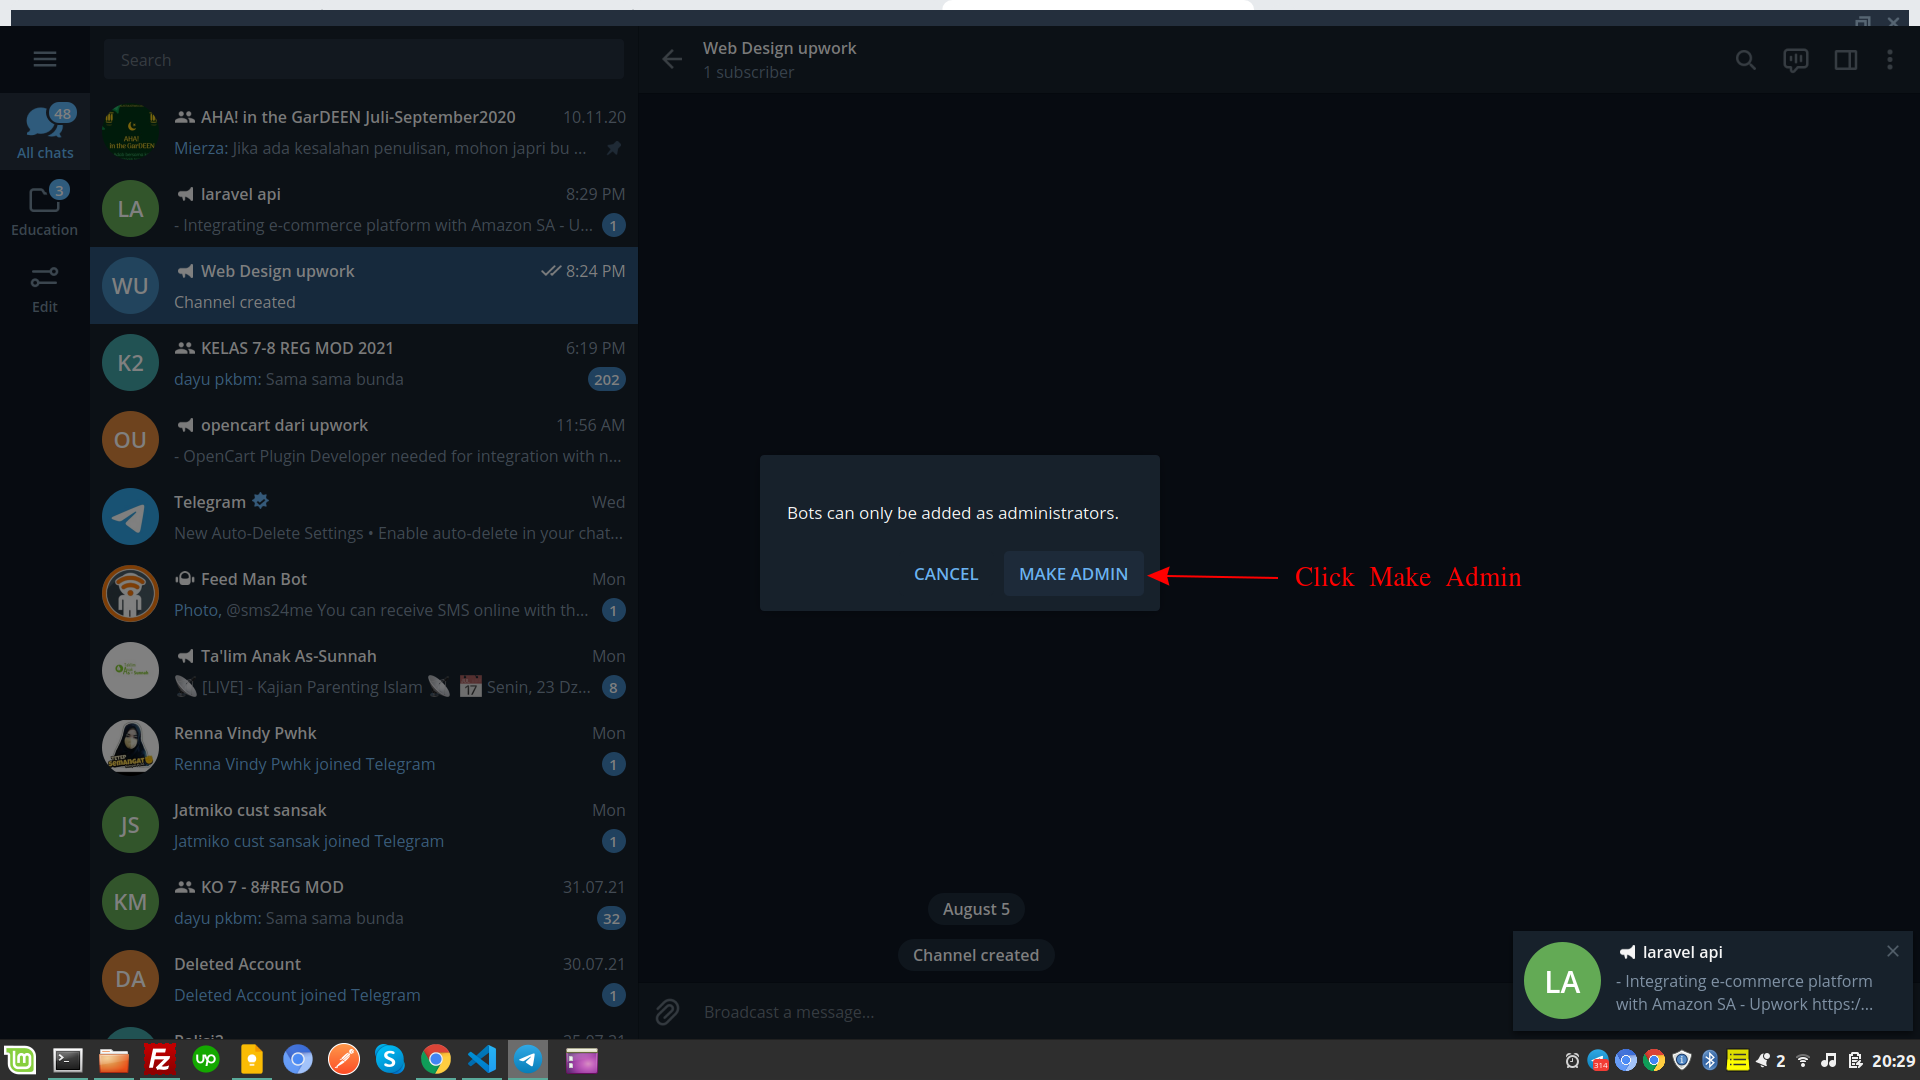 Search
Web Design upwork
1 subscriber
48
All chats
3
Education
Edit
AHA! in the GarDEEN
AHA! in the GarDEEN Juli-September2020 10.11.20
Mierza: Jika ada kesalahan penulisan, mohon japri bu ...
LA
laravel api 8:29 PM
- Integrating e-commerce platform with Amazon SA - U... 1
WU
Web Design upwork 8:24 PM
Channel created
K2
KELAS 7-8 REG MOD 2021 6:19 PM
dayu pkbm: Sama sama bunda 202
OU
opencart dari upwork 11:56 AM
- OpenCart Plugin Developer needed for integration with n...
Telegram Wed
New Auto-Delete Settings • Enable auto-delete in your chat...
Feed Man Bot Mon
Photo, @sms24me You can receive SMS online with th... 1
Ta'lim Anak As-Sunnah Mon
[LIVE] - Kajian Parenting Islam 17 Senin, 23 Dz... 8
SEMANGAT
Renna Vindy Pwhk Mon
Renna Vindy Pwhk joined Telegram 1
JS
Jatmiko cust sansak Mon
Jatmiko cust sansak joined Telegram 1
KM
KO 7 - 8#REG MOD 31.07.21
dayu pkbm: Sama sama bunda 32
DA
Deleted Account 30.07.21
Deleted Account joined Telegram 1
Bots can only be added as administrators.
CANCEL MAKE ADMIN
Click Make Admin
August 5
Channel created
Broadcast a message...
LA
laravel api
- Integrating e-commerce platform
with Amazon SA - Upwork https:/...
Fz
up
314
2
20:29